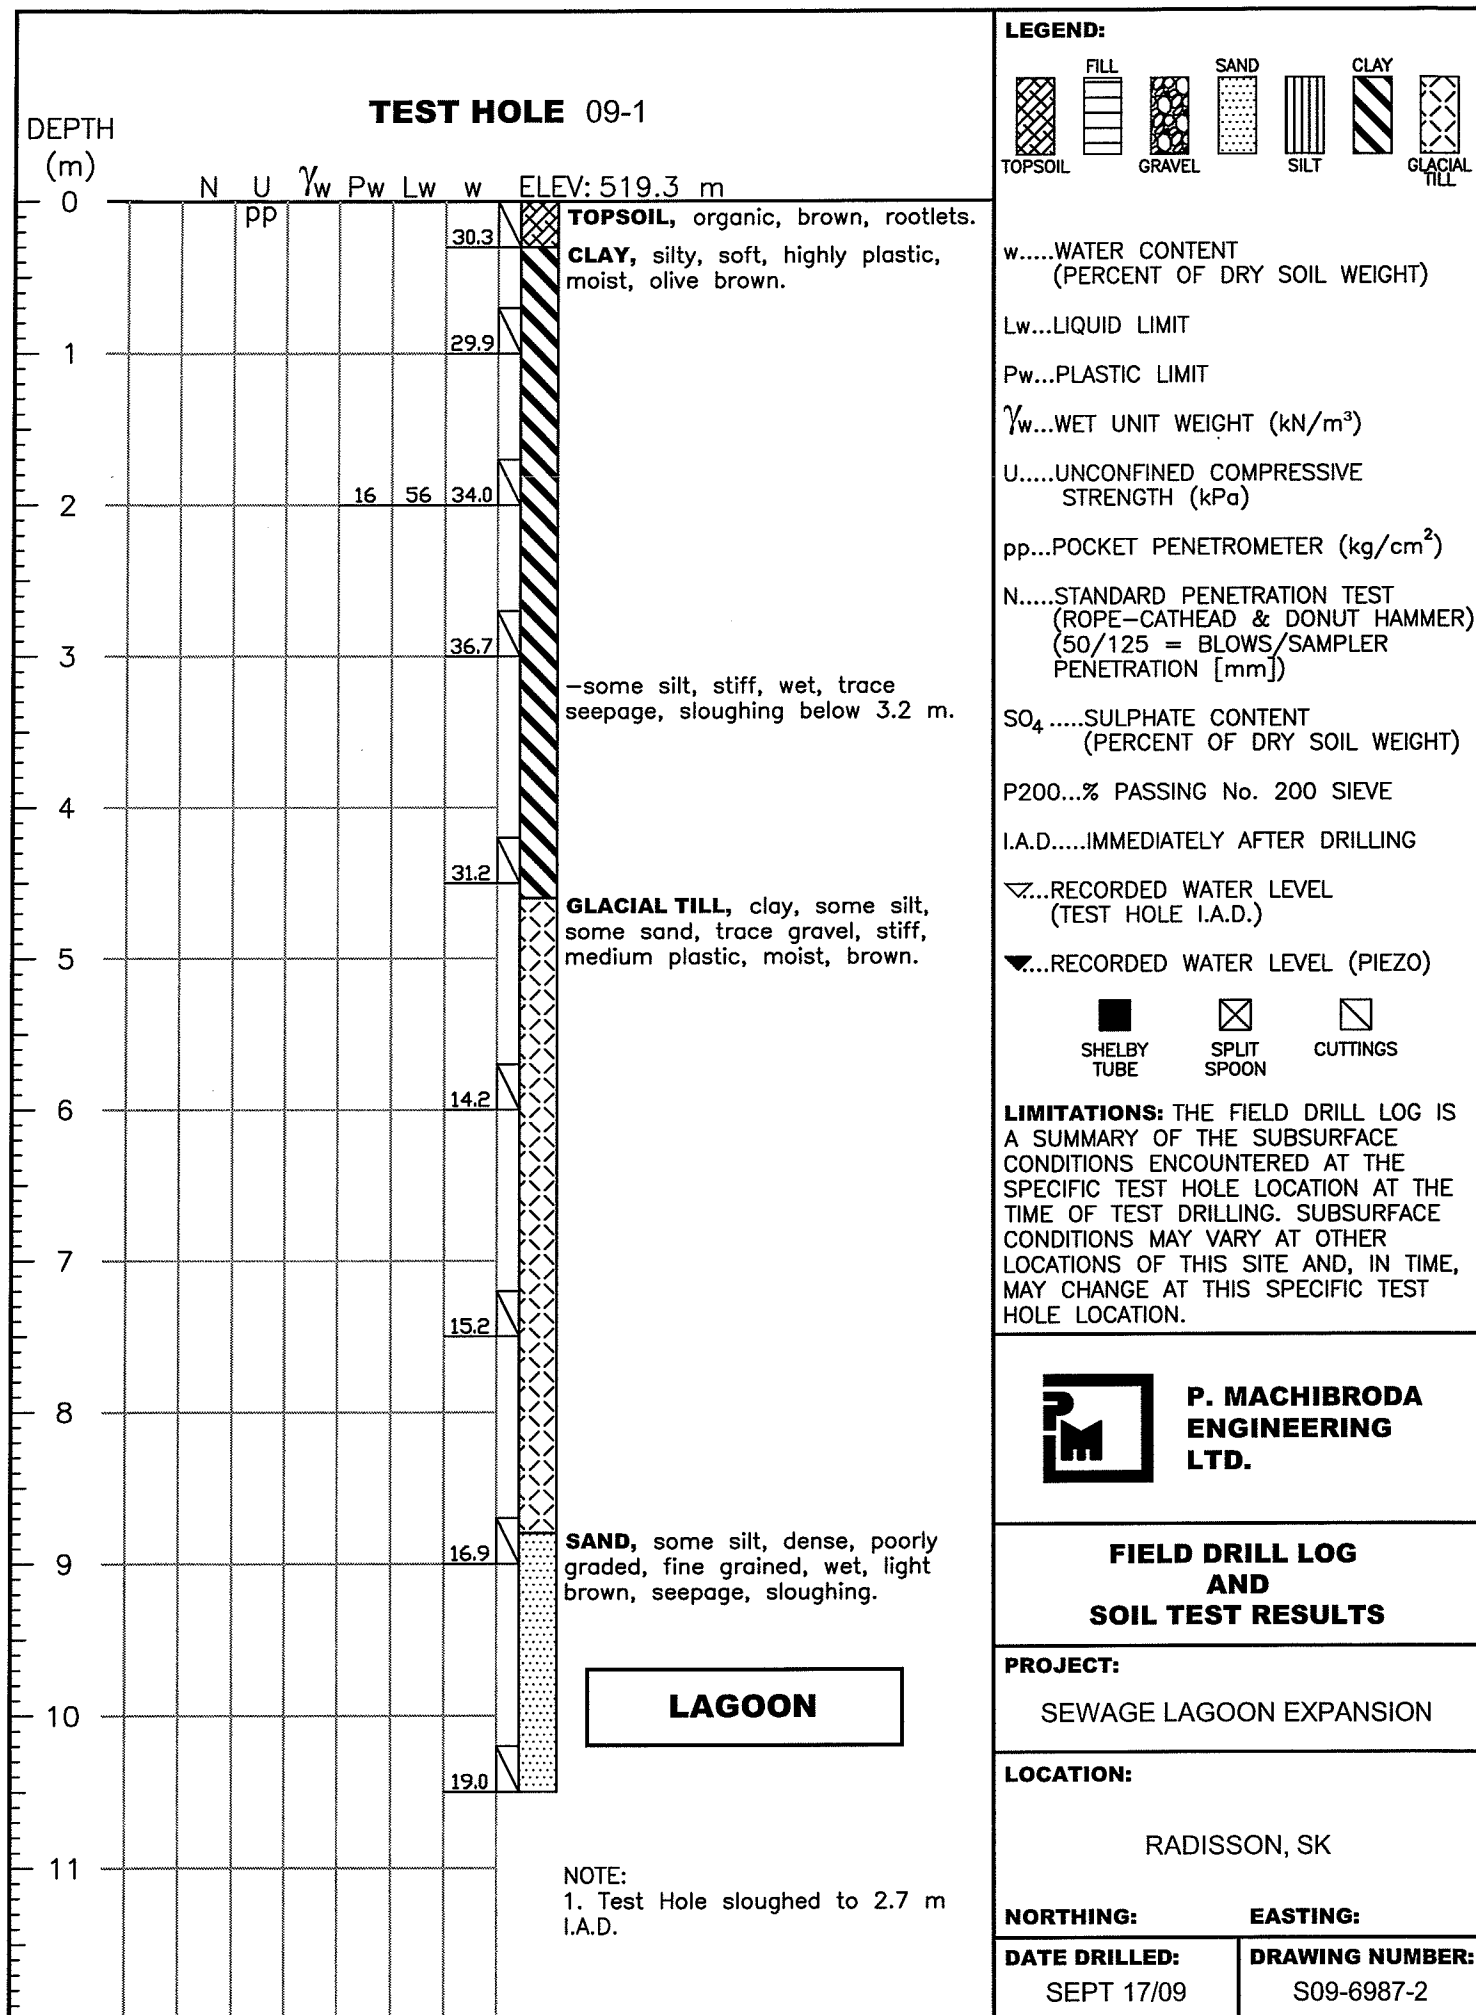 TEST HOLE 09-1
DEPTH
(m)
N U γw Pw Lw w ELEV: 519.3 m
pp
0
TOPSOIL, organic, brown, rootlets.
30.3
CLAY, silty, soft, highly plastic,
moist, olive brown.
29.9
1
16 56 34.0
2
36.7
3
–some silt, stiff, wet, trace
seepage, sloughing below 3.2 m.
4
31.2
GLACIAL TILL, clay, some silt,
some sand, trace gravel, stiff,
medium plastic, moist, brown.
5
14.2
6
7
15.2
8
SAND, some silt, dense, poorly
graded, fine grained, wet, light
brown, seepage, sloughing.
16.9
9
LAGOON
10
19.0
11
NOTE:
1. Test Hole sloughed to 2.7 m
I.A.D.
LEGEND:
FILL SAND CLAY
TOPSOIL GRAVEL SILT GLACIAL
TILL
w.....WATER CONTENT
(PERCENT OF DRY SOIL WEIGHT)
Lw...LIQUID LIMIT
Pw...PLASTIC LIMIT
γw...WET UNIT WEIGHT (kN/m³)
U.....UNCONFINED COMPRESSIVE
STRENGTH (kPa)
pp...POCKET PENETROMETER (kg/cm²)
N.....STANDARD PENETRATION TEST
(ROPE–CATHEAD & DONUT HAMMER)
(50/125 = BLOWS/SAMPLER
PENETRATION [mm])
SO₄.....SULPHATE CONTENT
(PERCENT OF DRY SOIL WEIGHT)
P200...% PASSING No. 200 SIEVE
I.A.D.....IMMEDIATELY AFTER DRILLING
...RECORDED WATER LEVEL
(TEST HOLE I.A.D.)
....RECORDED WATER LEVEL (PIEZO)
SHELBY SPLIT CUTTINGS
TUBE SPOON
LIMITATIONS: THE FIELD DRILL LOG IS
A SUMMARY OF THE SUBSURFACE
CONDITIONS ENCOUNTERED AT THE
SPECIFIC TEST HOLE LOCATION AT THE
TIME OF TEST DRILLING. SUBSURFACE
CONDITIONS MAY VARY AT OTHER
LOCATIONS OF THIS SITE AND, IN TIME,
MAY CHANGE AT THIS SPECIFIC TEST
HOLE LOCATION.
PM
P. MACHIBRODA
ENGINEERING
LTD.
FIELD DRILL LOG
AND
SOIL TEST RESULTS
PROJECT:
SEWAGE LAGOON EXPANSION
LOCATION:
RADISSON, SK
NORTHING: EASTING:
DATE DRILLED: DRAWING NUMBER:
SEPT 17/09 S09-6987-2